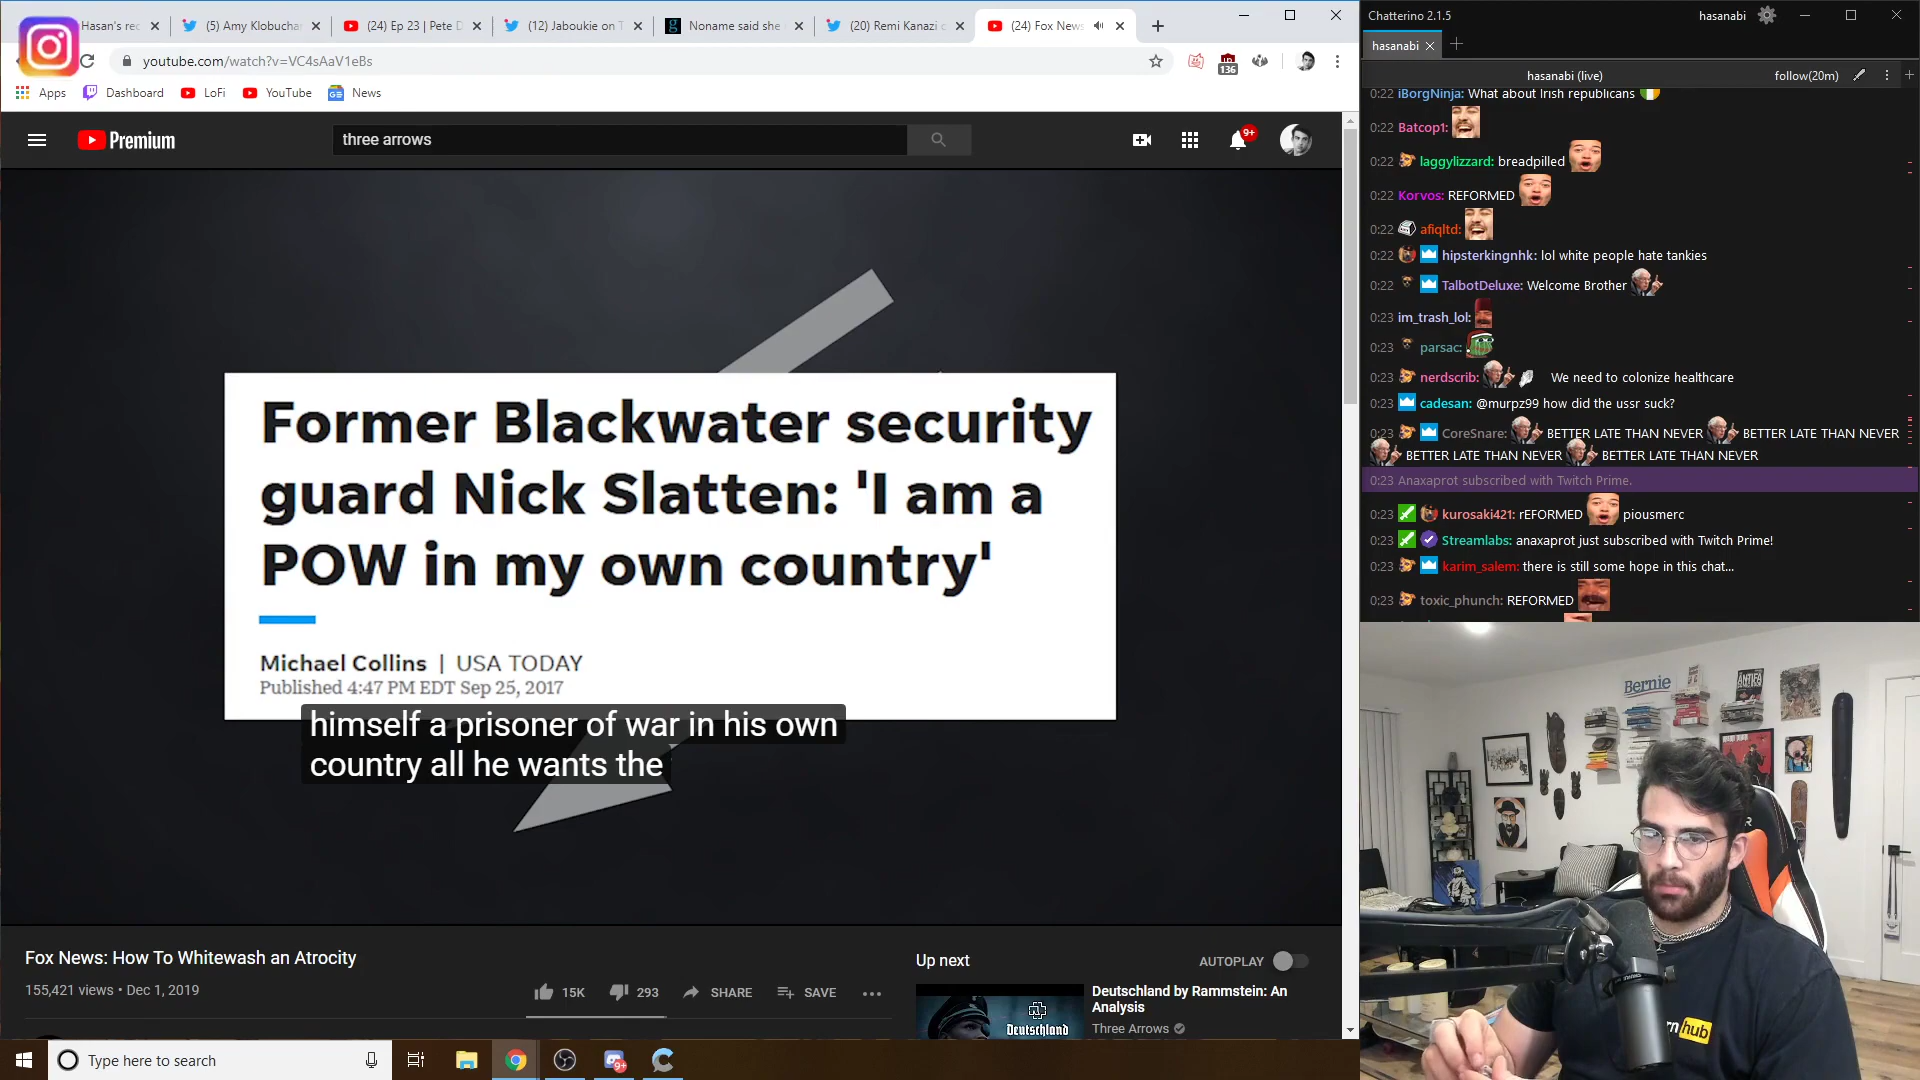 Hasan's rec
(5) Amy Klobucha
(24) Ep 23 | Pete D
(12) Jaboukie on T
Noname said she
(20) Remi Kanazi o
(24) Fox News
youtube.com/watch?v=VC4sAaV1eBs
136
Apps
Dashboard
LoFi
YouTube
News
Premium
three arrows
9+
Former Blackwater security
guard Nick Slatten: 'I am a
POW in my own country'
Michael Collins | USA TODAY
Published 4:47 PM EDT Sep 25, 2017
himself a prisoner of war in his own
country all he wants the
Fox News: How To Whitewash an Atrocity
155,421 views • Dec 1, 2019
15K
293
SHARE
SAVE
Up next
AUTOPLAY
Deutschland
Deutschland by Rammstein: An
Analysis
Three Arrows
Type here to search
9+
Chatterino 2.1.5
hasanabi
hasanabi
hasanabi (live)
follow(20m)
0:22 iBorgNinja: What about Irish republicans
0:22 Batcop1:
0:22 laggylizzard: breadpilled
0:22 Korvos: REFORMED
0:22 afiqltd:
0:22 hipsterkingnhk: lol white people hate tankies
0:22 TalbotDeluxe: Welcome Brother
0:23 im_trash_lol:
0:23 parsac:
0:23 nerdscrib: We need to colonize healthcare
0:23 cadesan: @murpz99 how did the ussr suck?
0:23 CoreSnare: BETTER LATE THAN NEVER BETTER LATE THAN NEVER
BETTER LATE THAN NEVER BETTER LATE THAN NEVER
0:23 Anaxaprot subscribed with Twitch Prime.
0:23 kurosaki421: rEFORMED piousmerc
0:23 Streamlabs: anaxaprot just subscribed with Twitch Prime!
0:23 karim_salem: there is still some hope in this chat...
0:23 toxic_phunch: REFORMED
Bernie
ANTIFA
rn hub